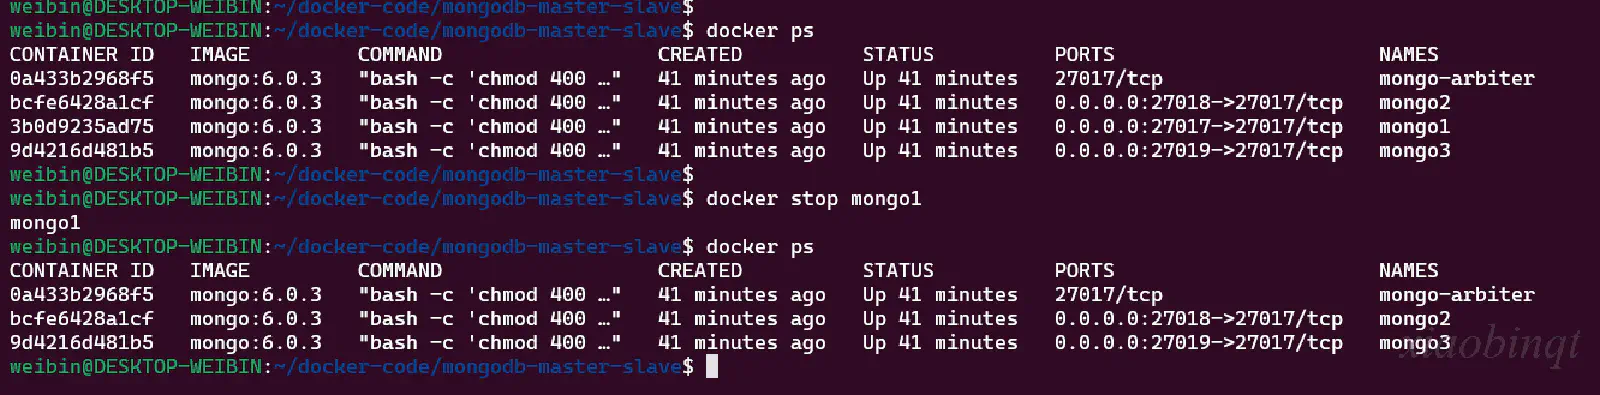 weibin@DESKTOP-WEIBIN:~/docker-code/mongodb-master-slave$
weibin@DESKTOP-WEIBIN:~/docker-code/mongodb-master-slave$ docker ps
CONTAINER ID   IMAGE         COMMAND                  CREATED          STATUS          PORTS                      NAMES
0a433b2968f5   mongo:6.0.3   "bash -c 'chmod 400 …"   41 minutes ago   Up 41 minutes   27017/tcp                  mongo-arbiter
bcfe6428a1cf   mongo:6.0.3   "bash -c 'chmod 400 …"   41 minutes ago   Up 41 minutes   0.0.0.0:27018->27017/tcp   mongo2
3b0d9235ad75   mongo:6.0.3   "bash -c 'chmod 400 …"   41 minutes ago   Up 41 minutes   0.0.0.0:27017->27017/tcp   mongo1
9d4216d481b5   mongo:6.0.3   "bash -c 'chmod 400 …"   41 minutes ago   Up 41 minutes   0.0.0.0:27019->27017/tcp   mongo3
weibin@DESKTOP-WEIBIN:~/docker-code/mongodb-master-slave$
weibin@DESKTOP-WEIBIN:~/docker-code/mongodb-master-slave$ docker stop mongo1
mongo1
weibin@DESKTOP-WEIBIN:~/docker-code/mongodb-master-slave$ docker ps
CONTAINER ID   IMAGE         COMMAND                  CREATED          STATUS          PORTS                      NAMES
0a433b2968f5   mongo:6.0.3   "bash -c 'chmod 400 …"   41 minutes ago   Up 41 minutes   27017/tcp                  mongo-arbiter
bcfe6428a1cf   mongo:6.0.3   "bash -c 'chmod 400 …"   41 minutes ago   Up 41 minutes   0.0.0.0:27018->27017/tcp   mongo2
9d4216d481b5   mongo:6.0.3   "bash -c 'chmod 400 …"   41 minutes ago   Up 41 minutes   0.0.0.0:27019->27017/tcp   mongo3
xiaobinqt
weibin@DESKTOP-WEIBIN:~/docker-code/mongodb-master-slave$